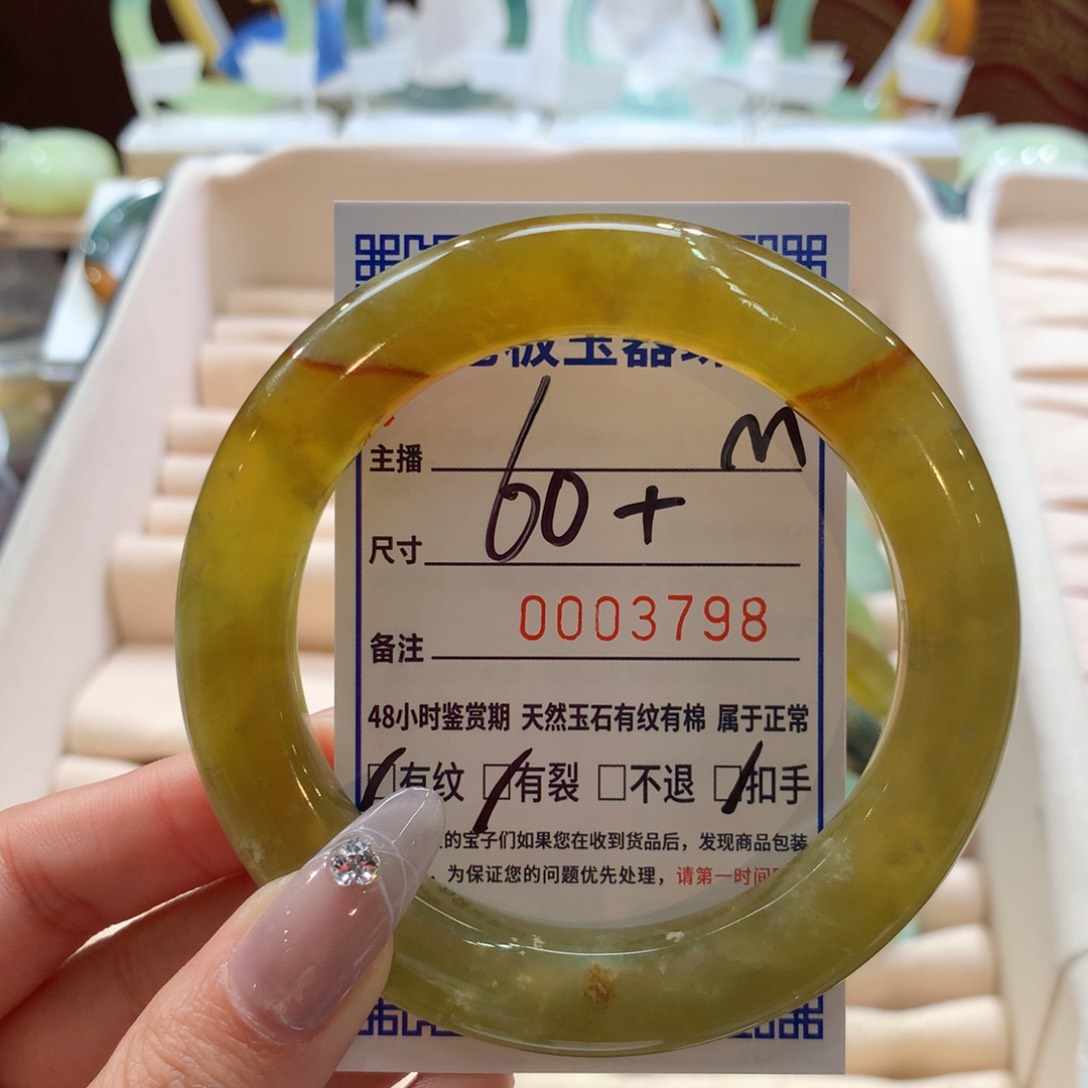 板玉器
主播 M
尺寸 60+
备注 0003798
48小时鉴赏期 天然玉石有纹有棉 属于正常
□有纹 □有裂 □不退 □扣手
的宝子们如果您在收到货品后，发现商品包装
，为保证您的问题优先处理，请第一时间